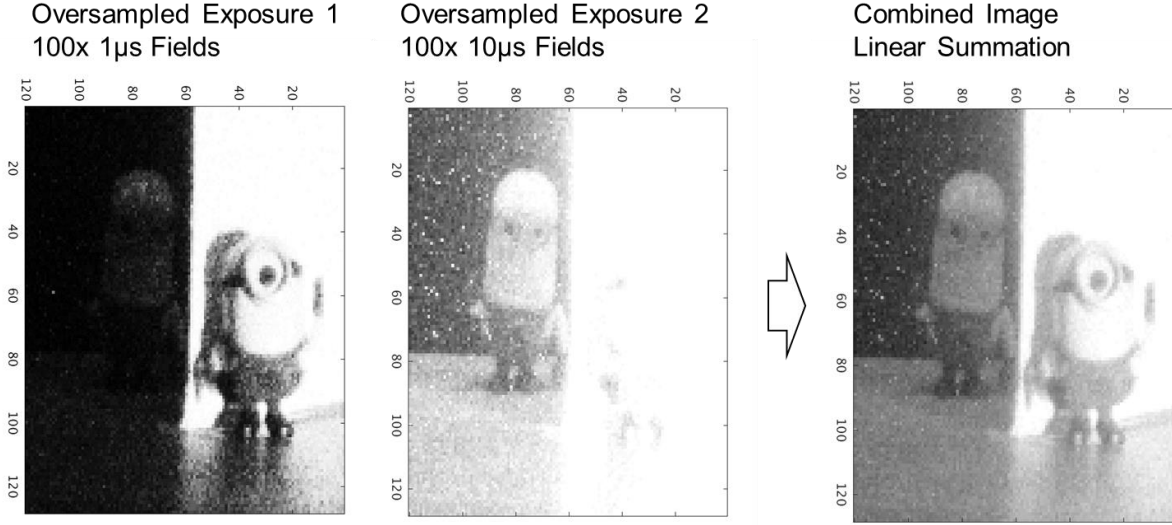 Oversampled Exposure 1
100x 1µs Fields
120 100 80 60 40 20
20
40
60
80
100
120
Oversampled Exposure 2
100x 10µs Fields
120 100 80 60 40 20
20
40
60
80
100
120
Combined Image
Linear Summation
120 100 80 60 40 20
20
40
60
80
100
120